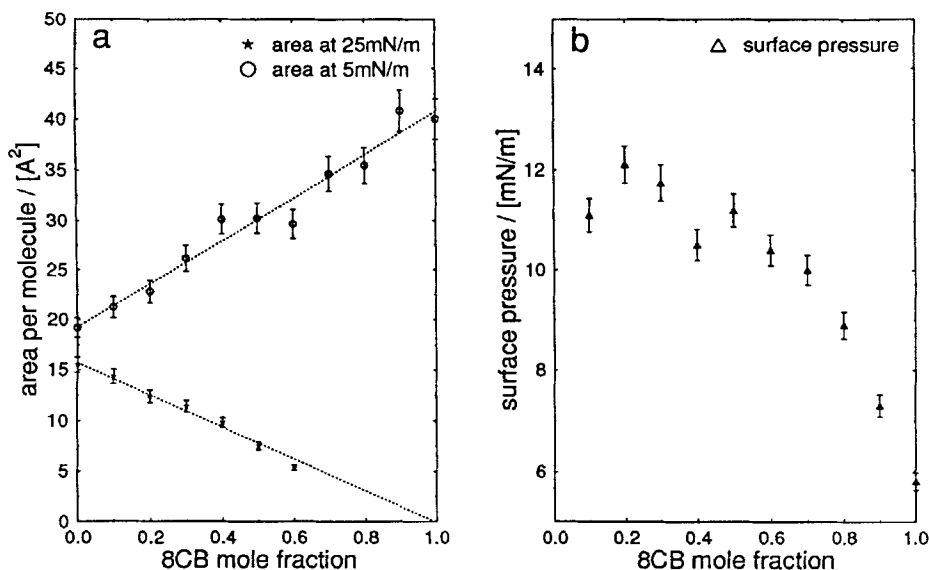 a
area at 25mN/m
area at 5mN/m
area per molecule / [A²]
50
45
40
35
30
25
20
15
10
5
0
0.0 0.2 0.4 0.6 0.8 1.0
8CB mole fraction
b
surface pressure
surface pressure / [mN/m]
14
12
10
8
6
0.0 0.2 0.4 0.6 0.8 1.0
8CB mole fraction